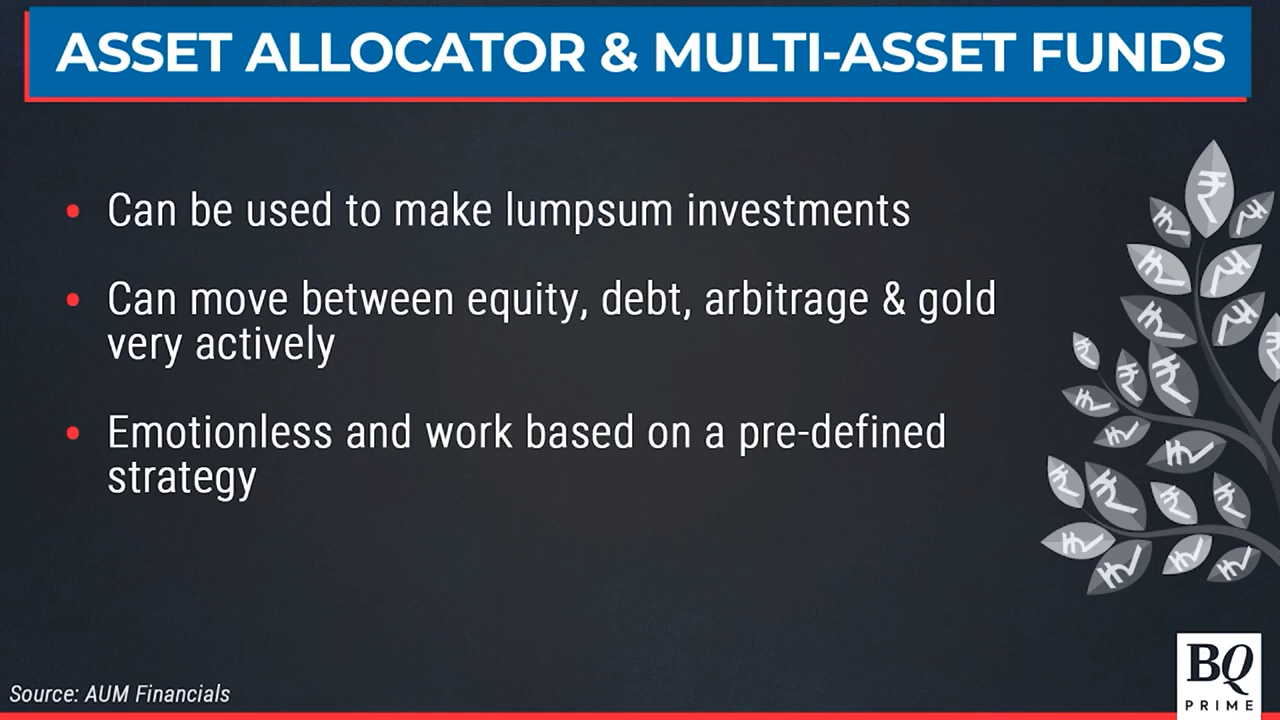 ASSET ALLOCATOR & MULTI-ASSET FUNDS
• Can be used to make lumpsum investments
• Can move between equity, debt, arbitrage & gold
very actively
• Emotionless and work based on a pre-defined
strategy
Source: AUM Financials
BQ
PRIME